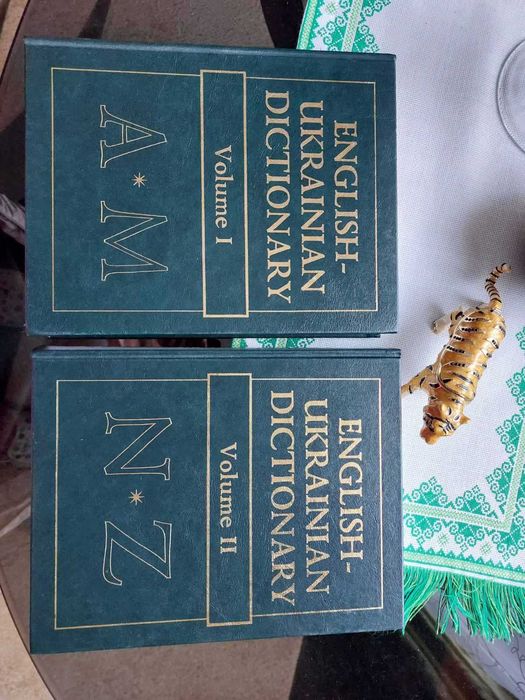 ENGLISH-
UKRAINIAN
DICTIONARY
Volume I
A * M
ENGLISH-
UKRAINIAN
DICTIONARY
Volume II
N * Z